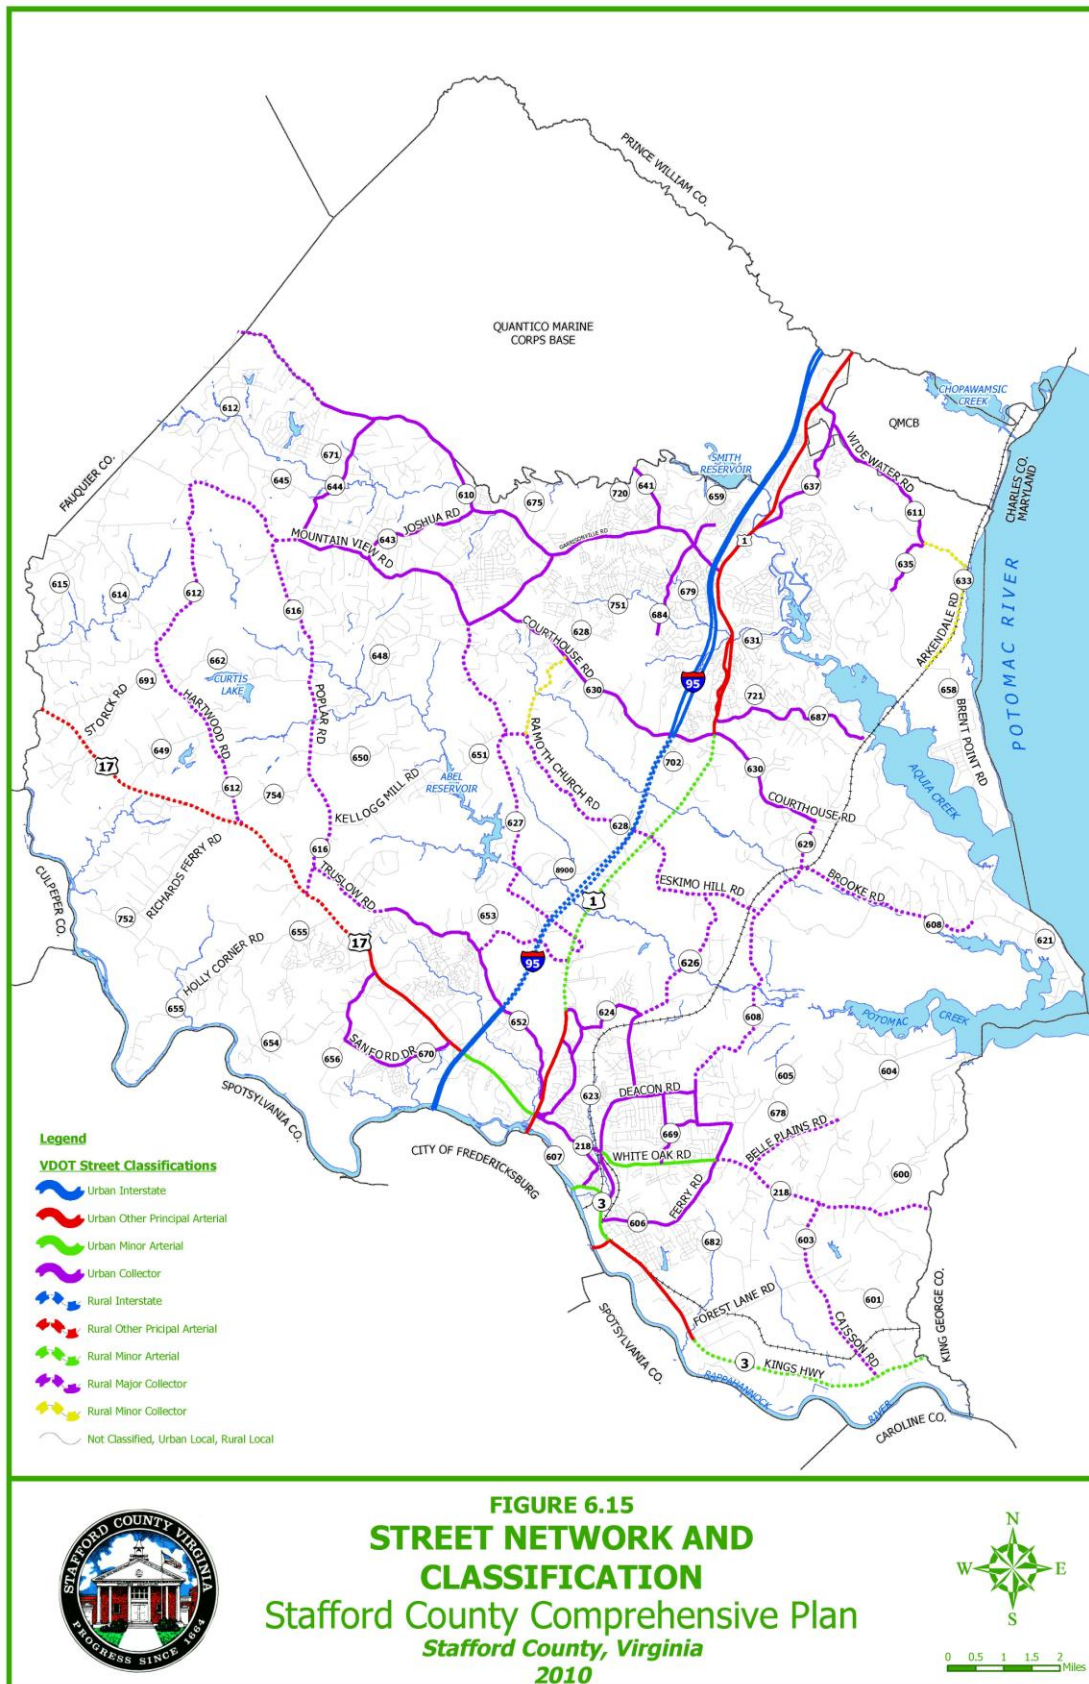 PRINCE WILLIAM CO.
QUANTICO MARINE
CORPS BASE
CHOPAWAMSIC
CREEK
QMCB
612
FAUQUIER CO.
671
SMITH
RESERVOIR
WIDEWATER RD
CHARLES CO.
MARYLAND
645
644
610
675
720
641
659
637
611
JOSHUA RD
643
MOUNTAIN VIEW RD
GARRISONVILLE RD
1
635
633
POTOMAC RIVER
615
614
612
616
751
679
684
ARKENDALE RD
COURTHOUSE RD
628
631
648
662
CURTIS
LAKE
691
STORCK RD
HARTWOOD RD
POPLAR RD
630
95
721
687
658
BRENT POINT RD
649
17
650
651
RAMOTH CHURCH RD
702
630
AQUIA CREEK
612
754
KELLOGG MILL RD
ABEL
RESERVOIR
COURTHOUSE RD
627
628
629
616
RICHARDS FERRY RD
CULPEPER CO.
TRUSLOW RD
8900
ESKIMO HILL RD
BROOKE RD
1
752
655
653
608
621
HOLLY CORNER RD
17
95
626
655
652
624
608
POTOMAC
CREEK
654
656
SANFORD DR
670
605
604
SPOTSYLVANIA CO.
623
DEACON RD
678
669
BELLE PLAINS RD
Legend
VDOT Street Classifications
Urban Interstate
Urban Other Principal Arterial
Urban Minor Arterial
Urban Collector
Rural Interstate
Rural Other Pricipal Arterial
Rural Minor Arterial
Rural Major Collector
Rural Minor Collector
Not Classified, Urban Local, Rural Local
CITY OF FREDERICKSBURG
607
218
WHITE OAK RD
600
218
3
FERRY RD
606
682
603
601
FOREST LANE RD
SPOTSYLVANIA CO.
CAISSON RD
KING GEORGE CO.
3
KINGS HWY
RAPPAHANNOCK
RIVER
CAROLINE CO.
STAFFORD COUNTY VIRGINIA
PROGRESS SINCE 1664
FIGURE 6.15
STREET NETWORK AND
CLASSIFICATION
Stafford County Comprehensive Plan
Stafford County, Virginia
2010
N
W
E
S
0 0.5 1 1.5 2
Miles